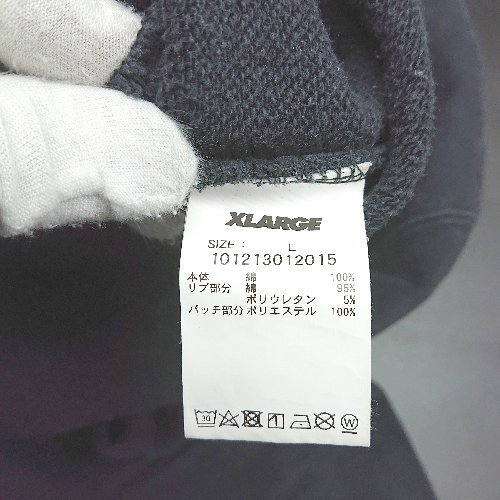 XLARGE
SIZE : L
101213012015
本体 綿 100%
リブ部分 綿 95%
ポリウレタン 5%
パッチ部分 ポリエステル 100%
30
W